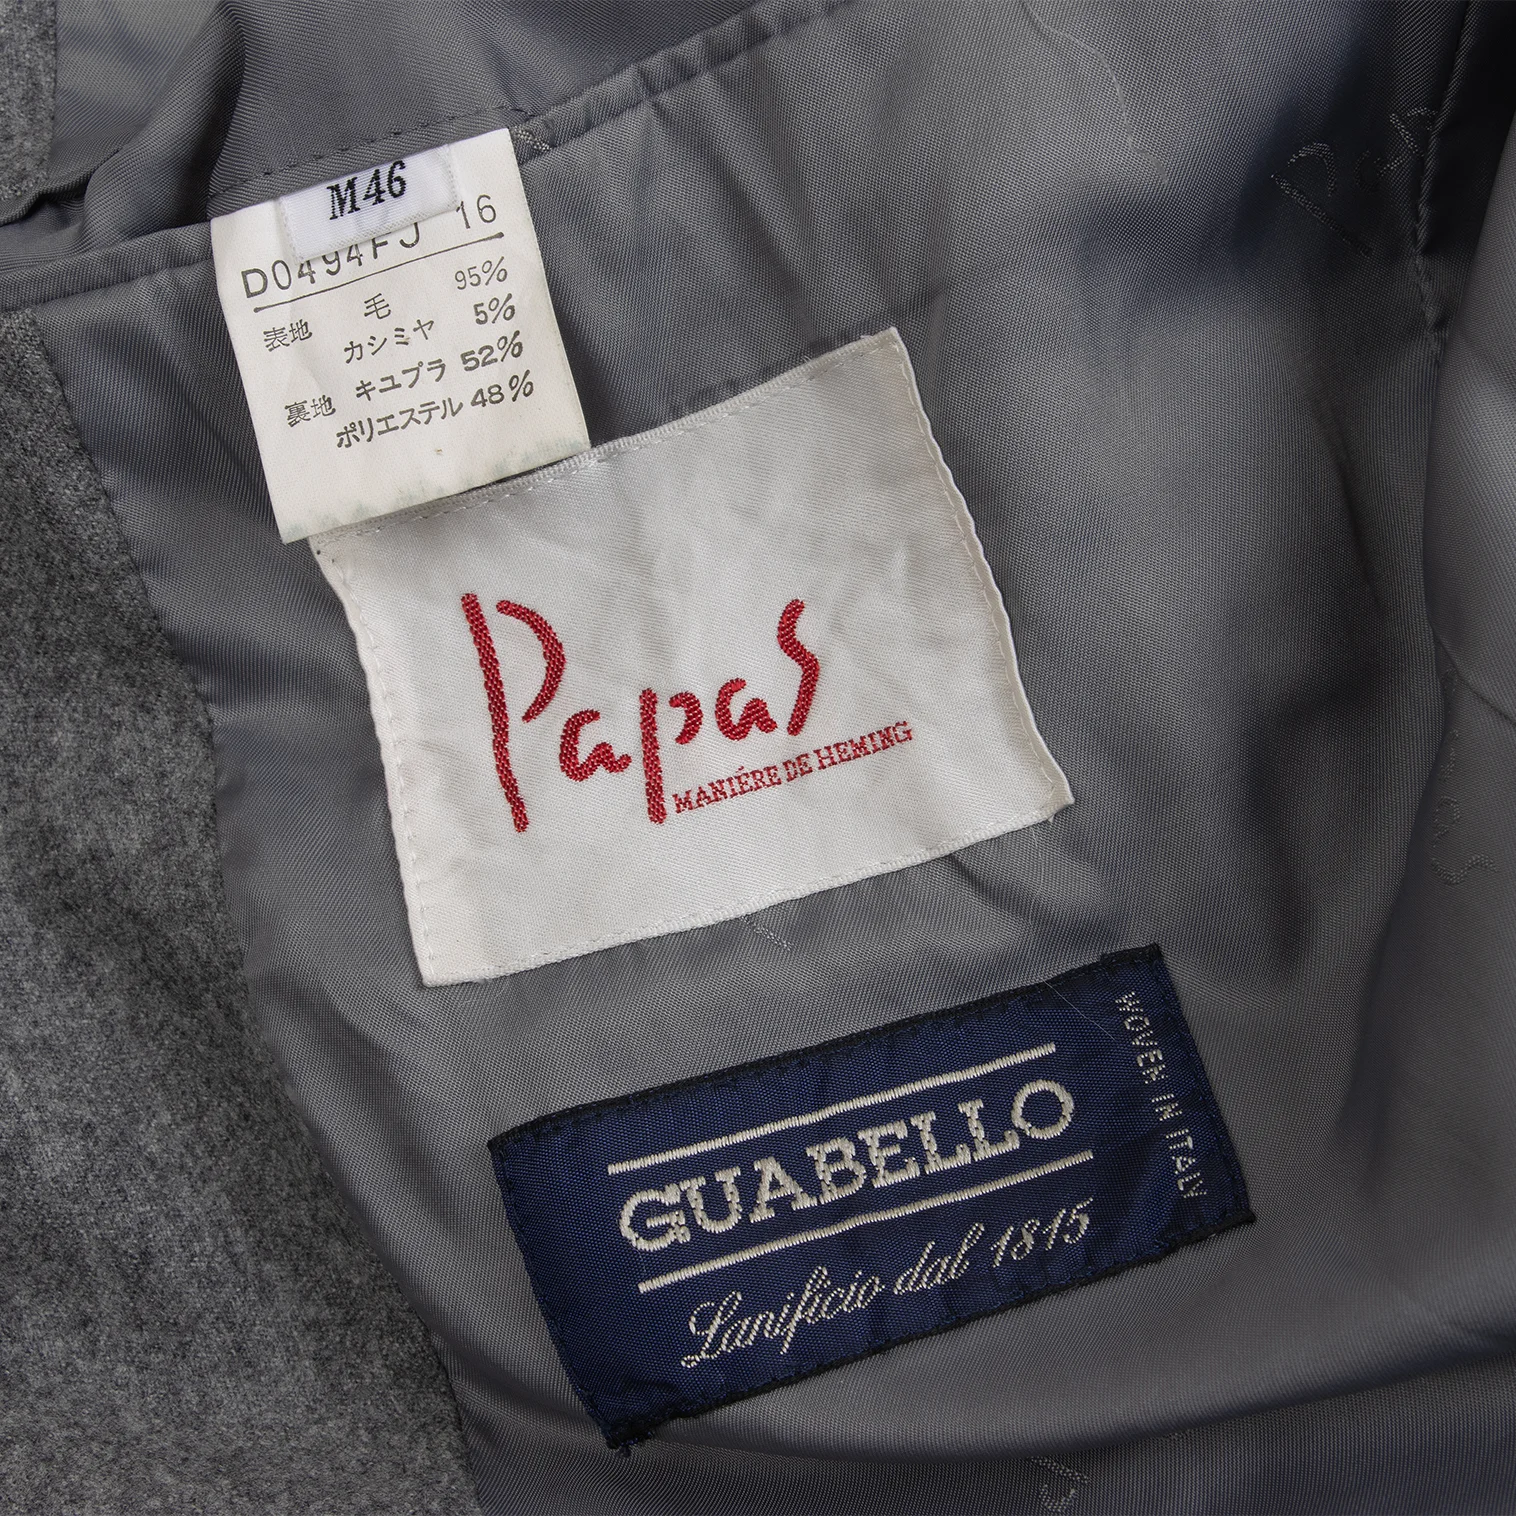 M46
D0494FJ 16
表地 毛 95%
カシミヤ 5%
裏地 キュプラ 52%
ポリエステル 48%
Papas
MANIÉRE DE HEMING
GUABELLO
Lanificio dal 1815
WOVEN IN ITALY